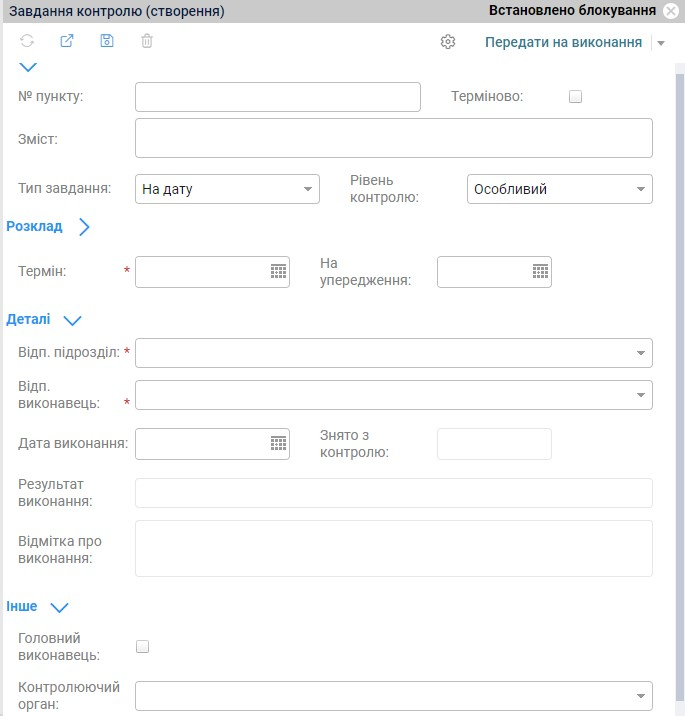 Завдання контролю (створення) Встановлено блокування
Передати на виконання
№ пункту: Терміново:
Зміст:
Тип завдання: На дату Рівень контролю: Особливий
Розклад
Термін: * На упередження:
Деталі
Відп. підрозділ: *
Відп.
виконавець: *
Дата виконання: Знято з контролю:
Результат
виконання:
Відмітка про
виконання:
Інше
Головний
виконавець:
Контролюючий
орган: